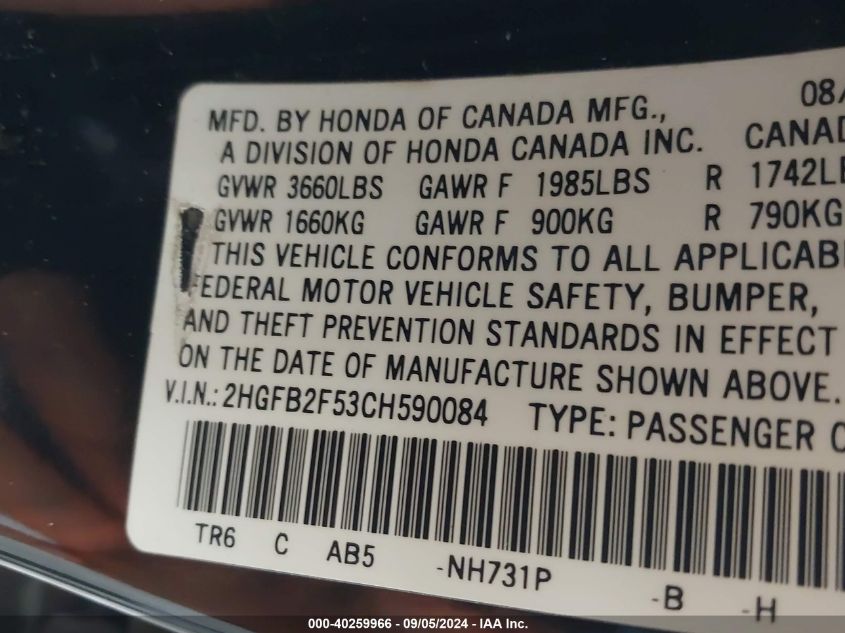 08/
MFD. BY HONDA OF CANADA MFG.,
A DIVISION OF HONDA CANADA INC. CANAD
GVWR 3660LBS GAWR F 1985LBS R 1742LB
GVWR 1660KG GAWR F 900KG R 790KG
THIS VEHICLE CONFORMS TO ALL APPLICAB
FEDERAL MOTOR VEHICLE SAFETY, BUMPER,
AND THEFT PREVENTION STANDARDS IN EFFECT
ON THE DATE OF MANUFACTURE SHOWN ABOVE.
V.I.N.: 2HGFB2F53CH590084 TYPE: PASSENGER C
TR6 C AB5 -NH731P -B -H
000-40259966 - 09/05/2024 - IAA Inc.